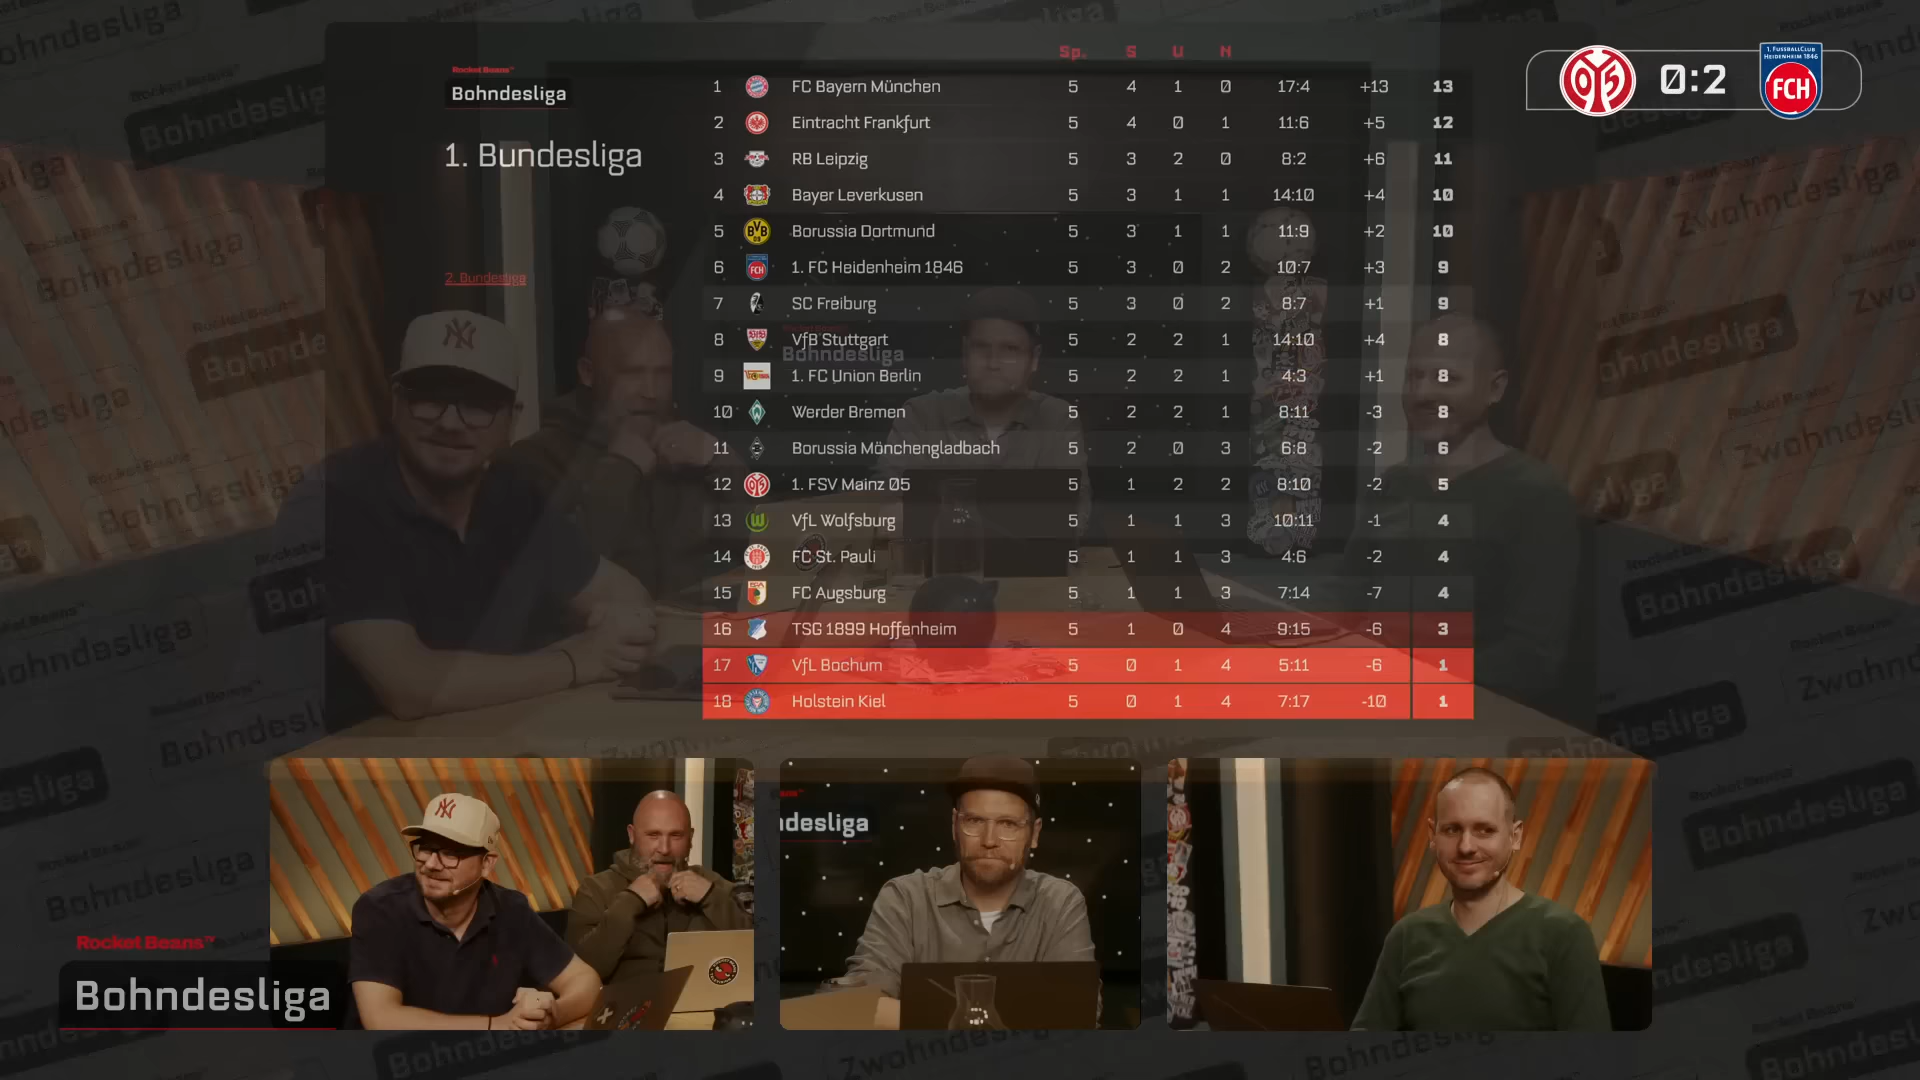 Sp. S U N
Rocket Beans™
Bohndesliga
1. Bundesliga
2. Bundesliga
1 FC Bayern München 5 4 1 0 17:4 +13 13
2 Eintracht Frankfurt 5 4 0 1 11:6 +5 12
3 RB Leipzig 5 3 2 0 8:2 +6 11
4 Bayer Leverkusen 5 3 1 1 14:10 +4 10
5 Borussia Dortmund 5 3 1 1 11:9 +2 10
6 1. FC Heidenheim 1846 5 3 0 2 10:7 +3 9
7 SC Freiburg 5 3 0 2 8:7 +1 9
8 VfB Stuttgart 5 2 2 1 14:10 +4 8
9 1. FC Union Berlin 5 2 2 1 4:3 +1 8
10 Werder Bremen 5 2 2 1 8:11 -3 8
11 Borussia Mönchengladbach 5 2 0 3 6:8 -2 6
12 1. FSV Mainz 05 5 1 2 2 8:10 -2 5
13 VfL Wolfsburg 5 1 1 3 10:11 -1 4
14 FC St. Pauli 5 1 1 3 4:6 -2 4
15 FC Augsburg 5 1 1 3 7:14 -7 4
16 TSG 1899 Hoffenheim 5 1 0 4 9:15 -6 3
17 VfL Bochum 5 0 1 4 5:11 -6 1
18 Holstein Kiel 5 0 1 4 7:17 -10 1
0:2
1. FUSSBALLCLUB
HEIDENHEIM 1846
FCH
Bohndesliga
ndesliga
Rocket Beans™
Bohndesliga